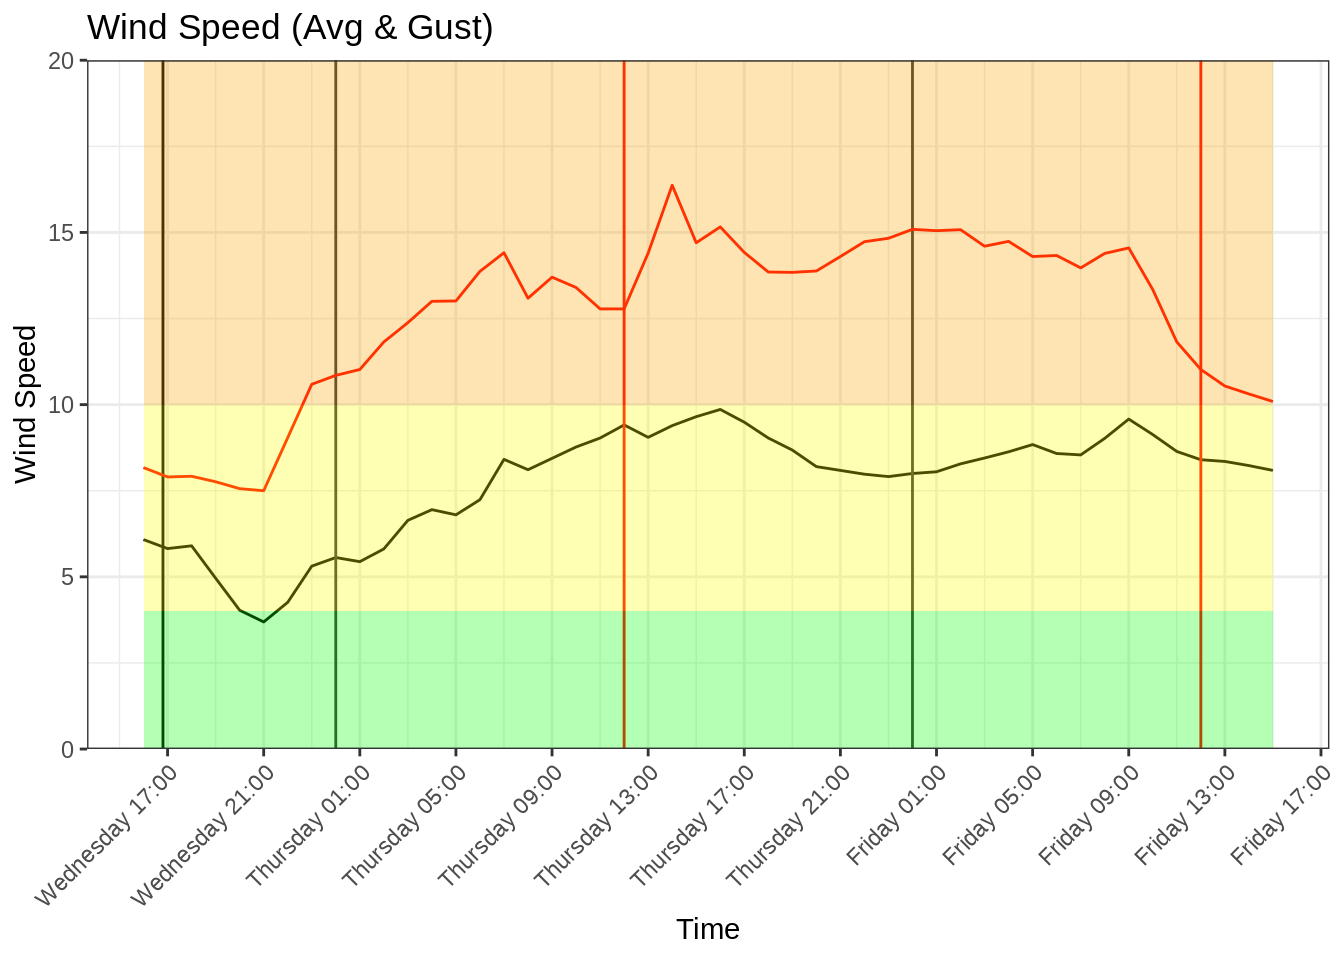 Wind Speed (Avg & Gust)
20
15
10
5
0
Wind Speed
Wednesday 17:00
Wednesday 21:00
Thursday 01:00
Thursday 05:00
Thursday 09:00
Thursday 13:00
Thursday 17:00
Thursday 21:00
Friday 01:00
Friday 05:00
Friday 09:00
Friday 13:00
Friday 17:00
Time